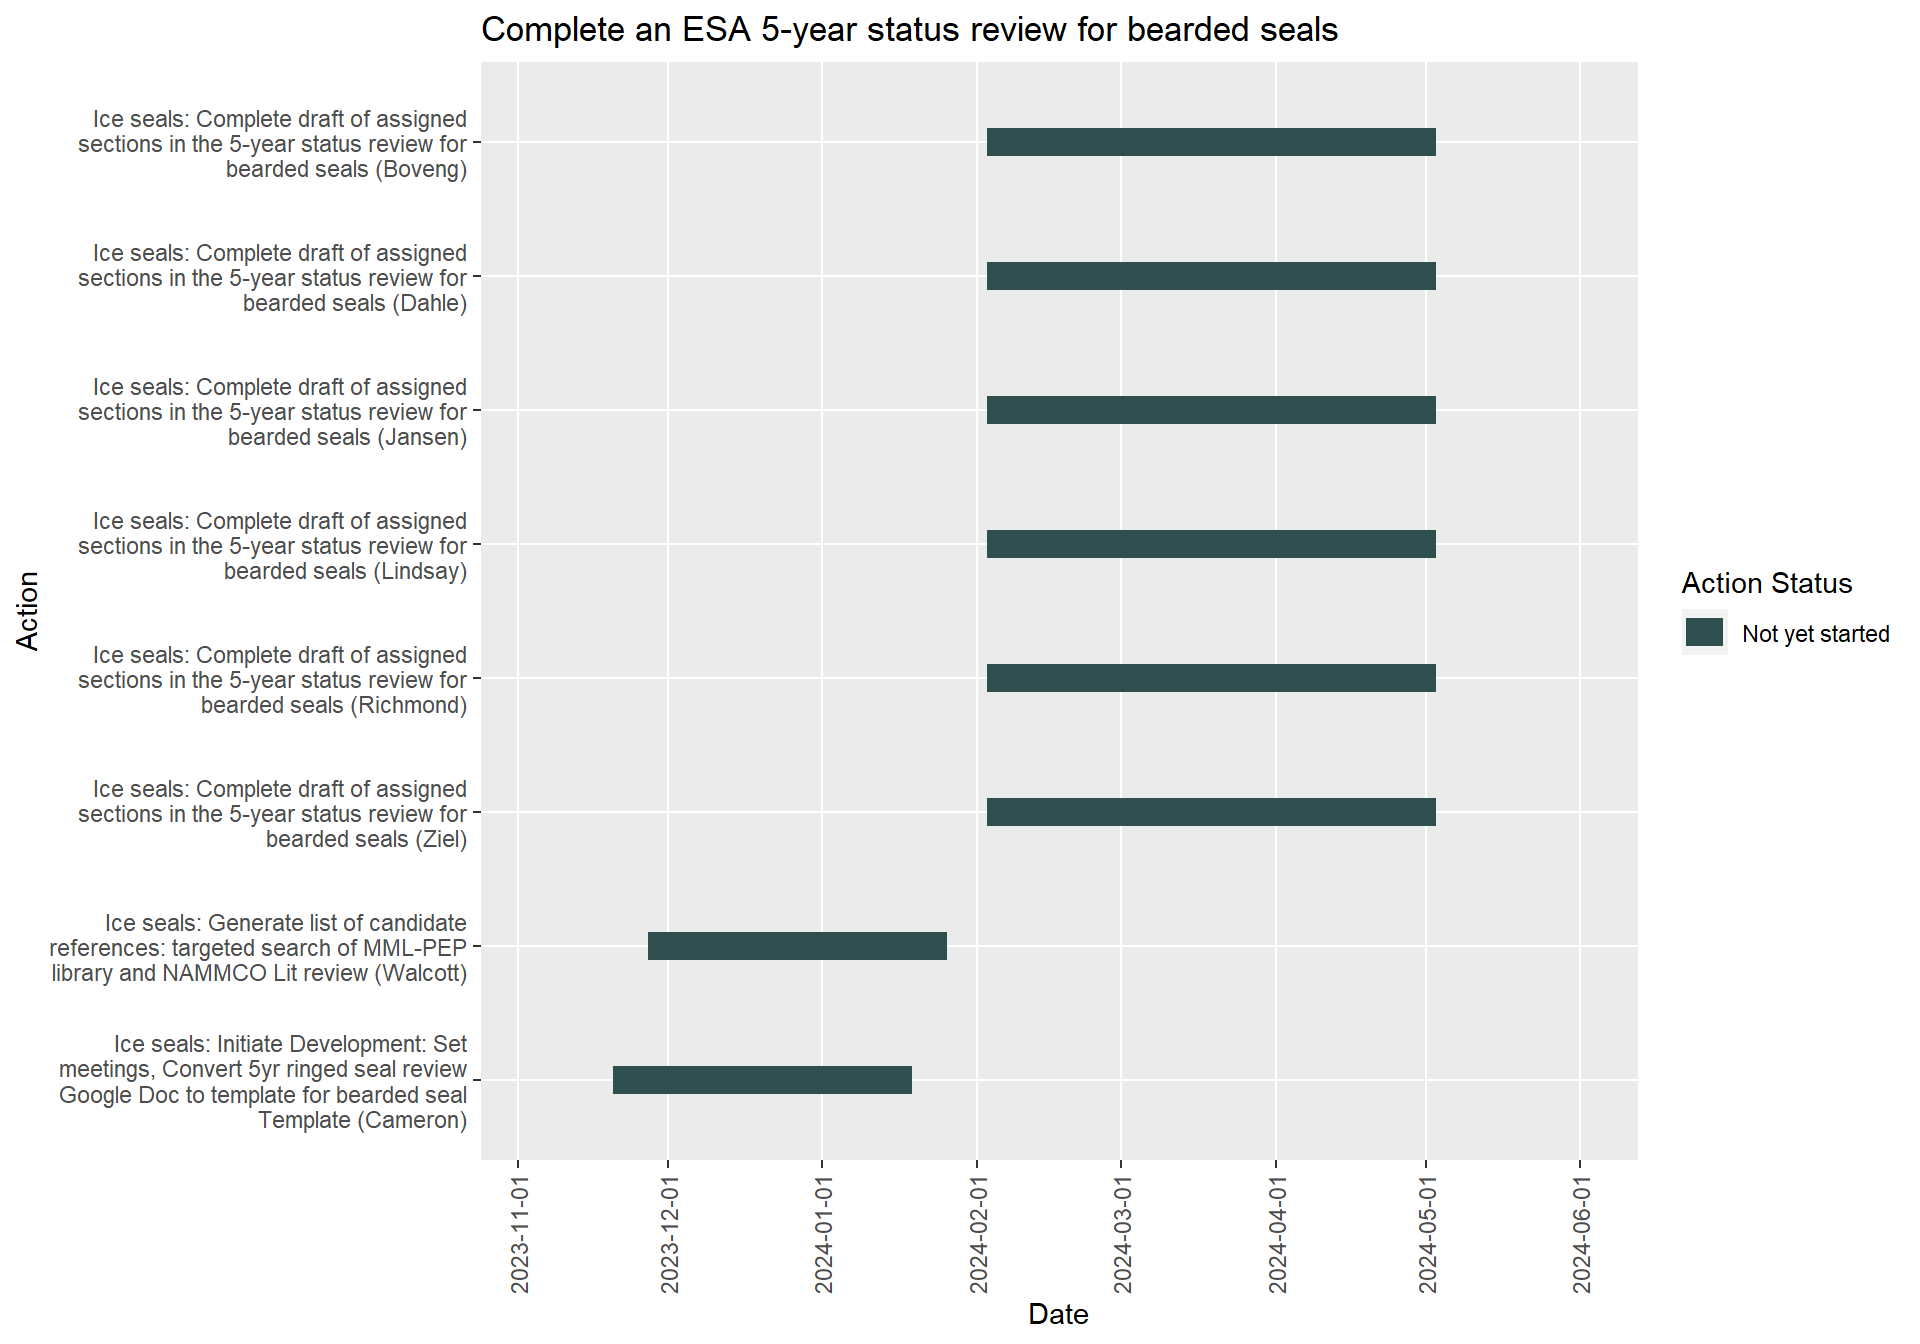 Complete an ESA 5-year status review for bearded seals
Ice seals: Complete draft of assigned
sections in the 5-year status review for
bearded seals (Boveng)
Ice seals: Complete draft of assigned
sections in the 5-year status review for
bearded seals (Dahle)
Ice seals: Complete draft of assigned
sections in the 5-year status review for
bearded seals (Jansen)
Ice seals: Complete draft of assigned
sections in the 5-year status review for
bearded seals (Lindsay)
Ice seals: Complete draft of assigned
sections in the 5-year status review for
bearded seals (Richmond)
Ice seals: Complete draft of assigned
sections in the 5-year status review for
bearded seals (Ziel)
Ice seals: Generate list of candidate
references: targeted search of MML-PEP
library and NAMMCO Lit review (Walcott)
Ice seals: Initiate Development: Set
meetings, Convert 5yr ringed seal review
Google Doc to template for bearded seal
Template (Cameron)
Action
2023-11-01
2023-12-01
2024-01-01
2024-02-01
2024-03-01
2024-04-01
2024-05-01
2024-06-01
Date
Action Status
Not yet started